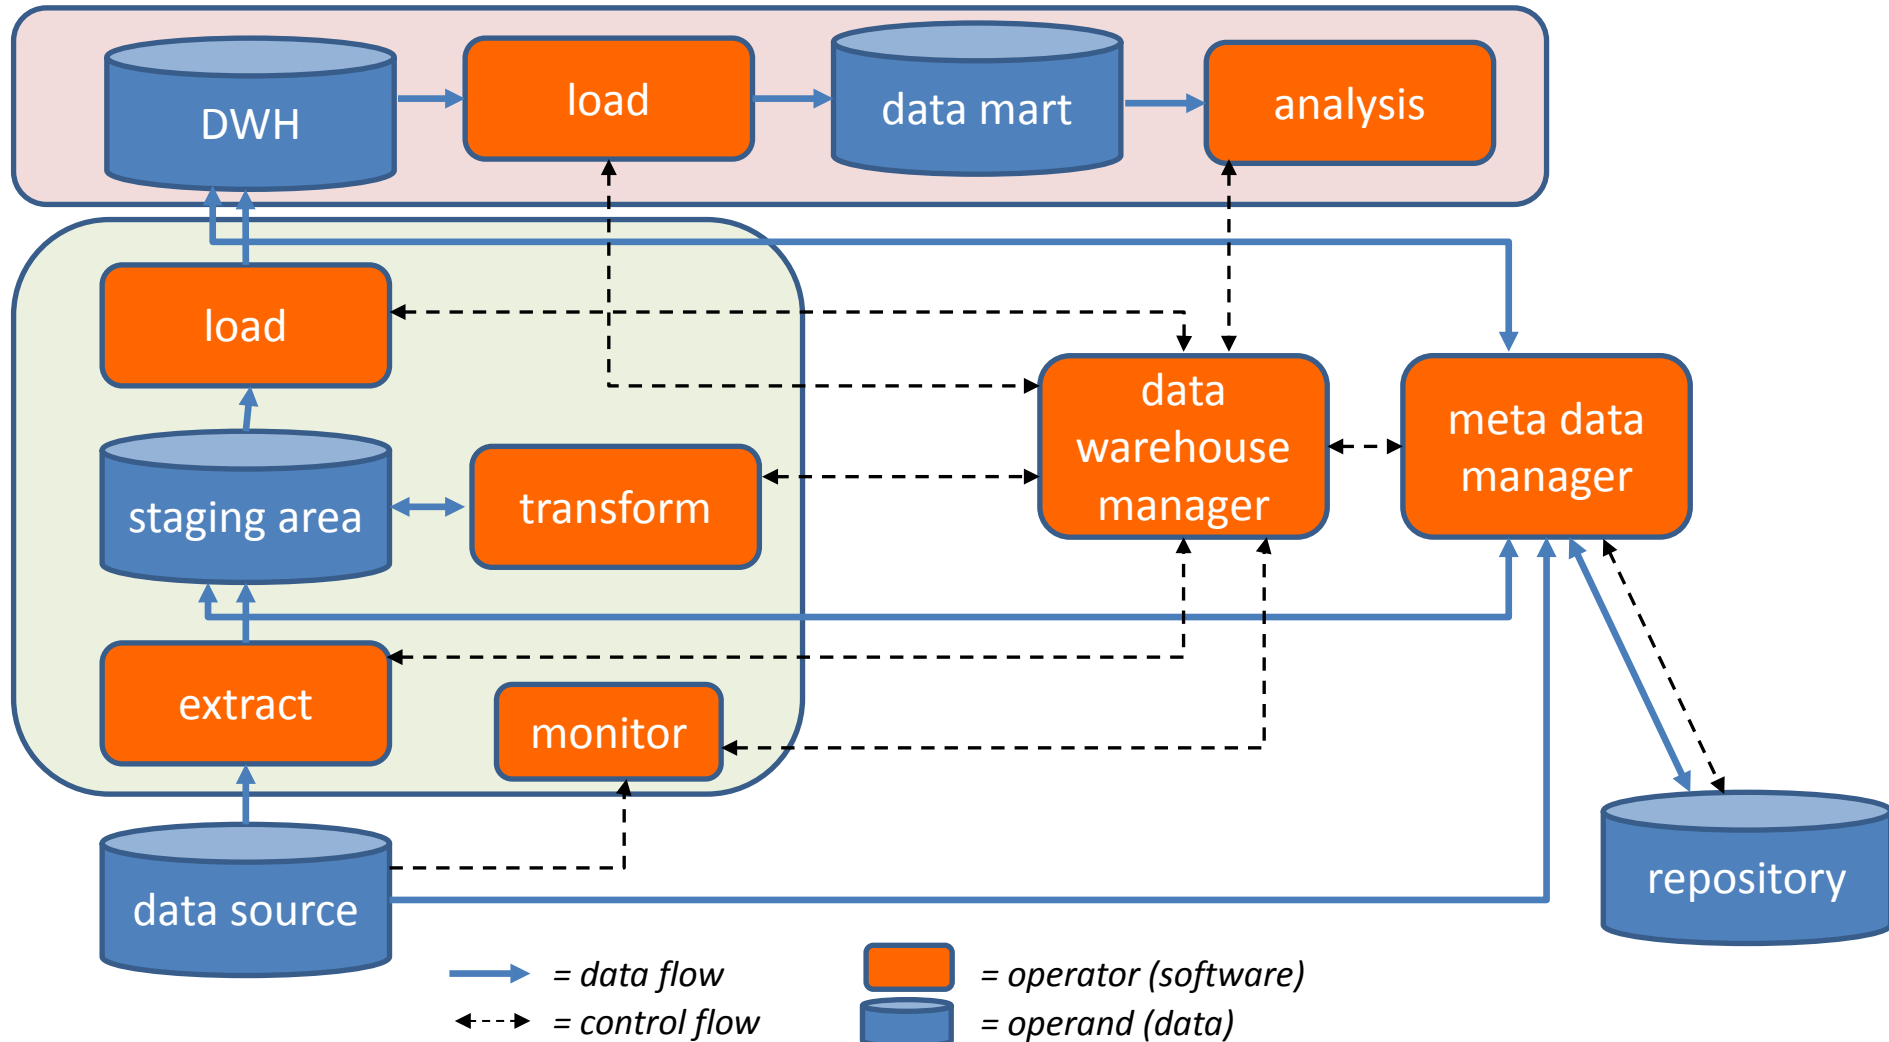 DWH
load
data mart
analysis
load
data
warehouse
manager
meta data
manager
staging area
transform
extract
monitor
data source
repository
= data flow
= operator (software)
= control flow
= operand (data)